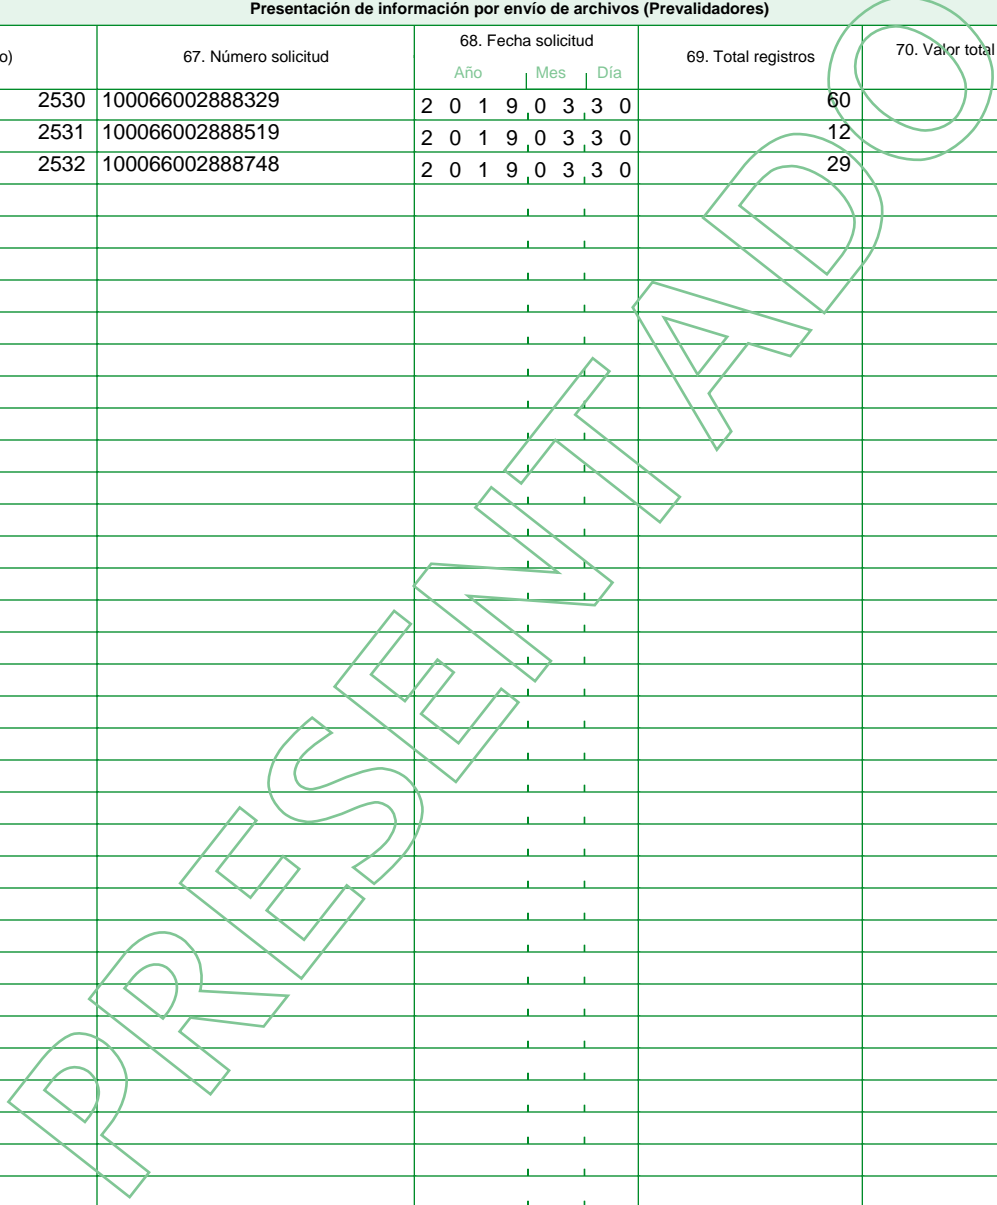 Presentación de información por envío de archivos (Prevalidadores)
o) 67. Número solicitud 68. Fecha solicitud 69. Total registros 70. Valor total
Año Mes Día
2530 100066002888329 2 0 1 9 0 3 3 0 60
2531 100066002888519 2 0 1 9 0 3 3 0 12
2532 100066002888748 2 0 1 9 0 3 3 0 29
PRESENTADO